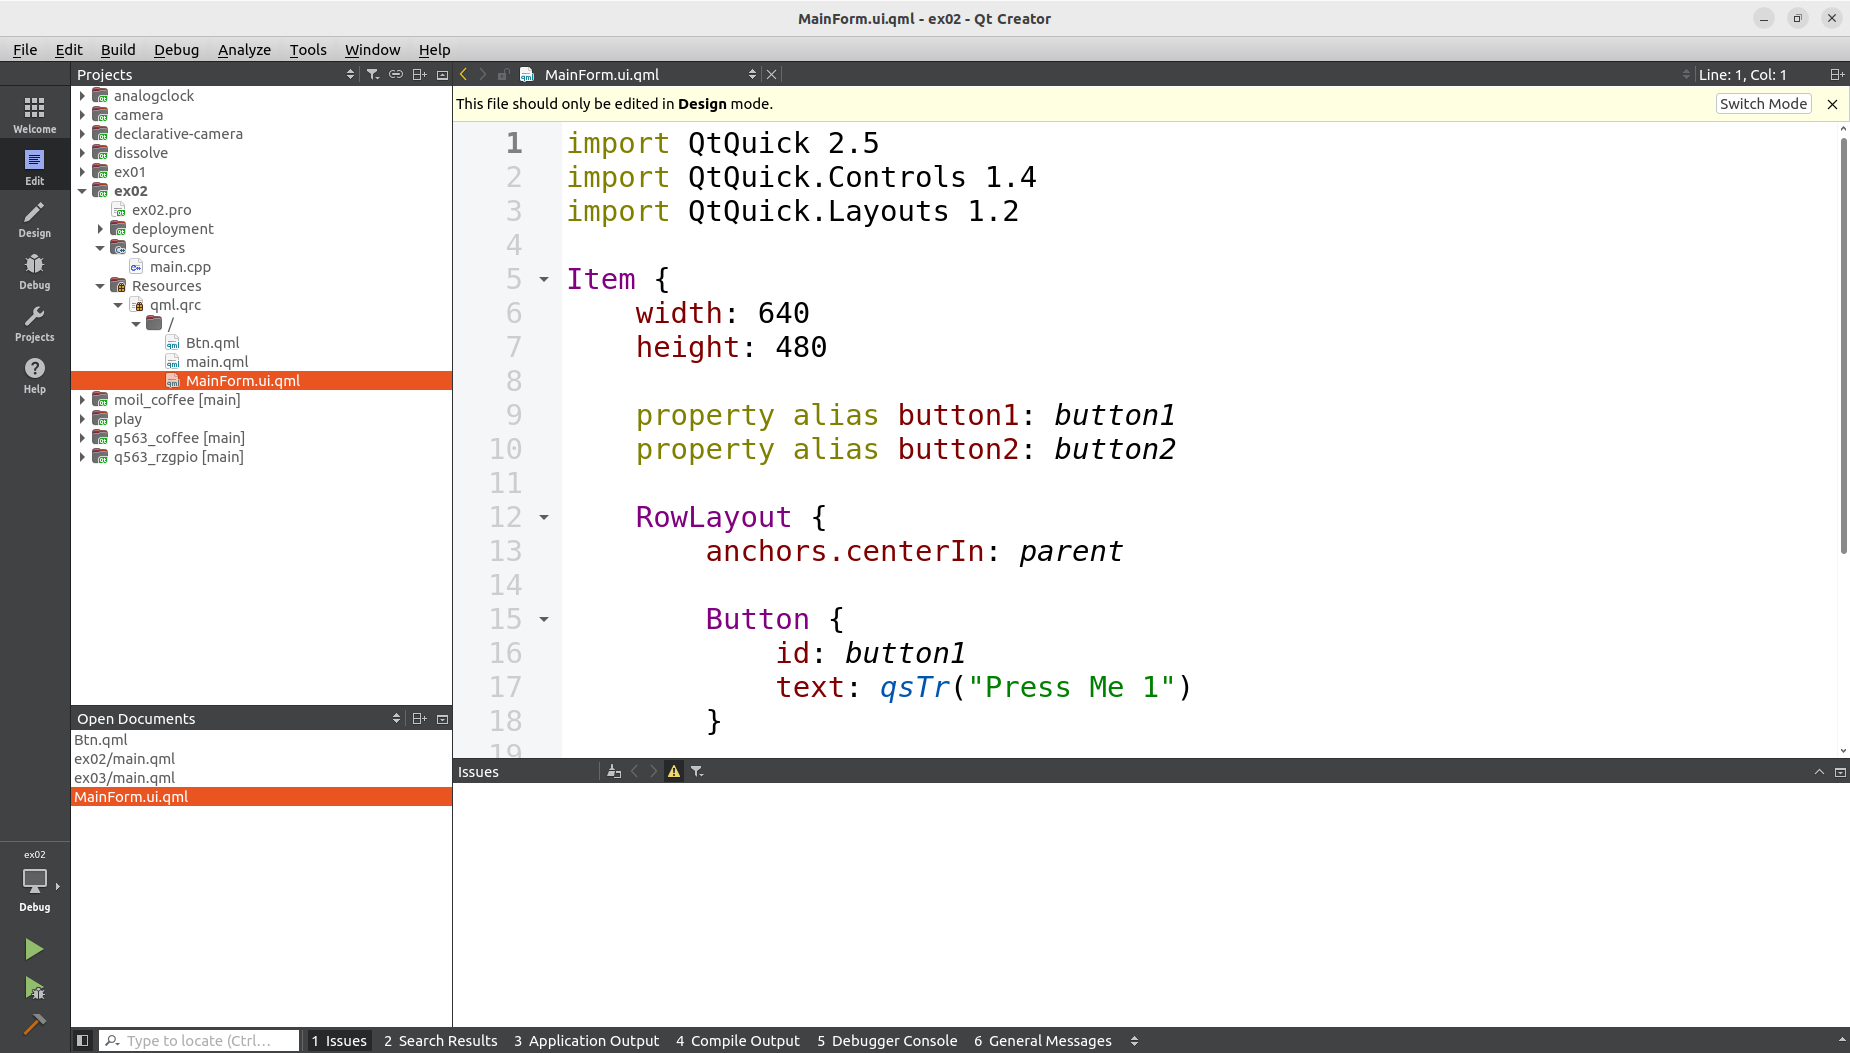 MainForm.ui.qml - ex02 - Qt Creator
File Edit Build Debug Analyze Tools Window Help
Projects
MainForm.ui.qml
Line: 1, Col: 1
Welcome
Edit
Design
Debug
Projects
Help
analogclock
camera
declarative-camera
dissolve
ex01
ex02
ex02.pro
deployment
Sources
main.cpp
Resources
qml.qrc
/
Btn.qml
main.qml
MainForm.ui.qml
moil_coffee [main]
play
q563_coffee [main]
q563_rzgpio [main]
This file should only be edited in Design mode.
Switch Mode
1 import QtQuick 2.5
2 import QtQuick.Controls 1.4
3 import QtQuick.Layouts 1.2
4
5 Item {
6 width: 640
7 height: 480
8
9 property alias button1: button1
10 property alias button2: button2
11
12 RowLayout {
13 anchors.centerIn: parent
14
15 Button {
16 id: button1
17 text: qsTr("Press Me 1")
18 }
19
Open Documents
Btn.qml
ex02/main.qml
ex03/main.qml
MainForm.ui.qml
Issues
ex02
Debug
Type to locate (Ctrl...
1 Issues 2 Search Results 3 Application Output 4 Compile Output 5 Debugger Console 6 General Messages